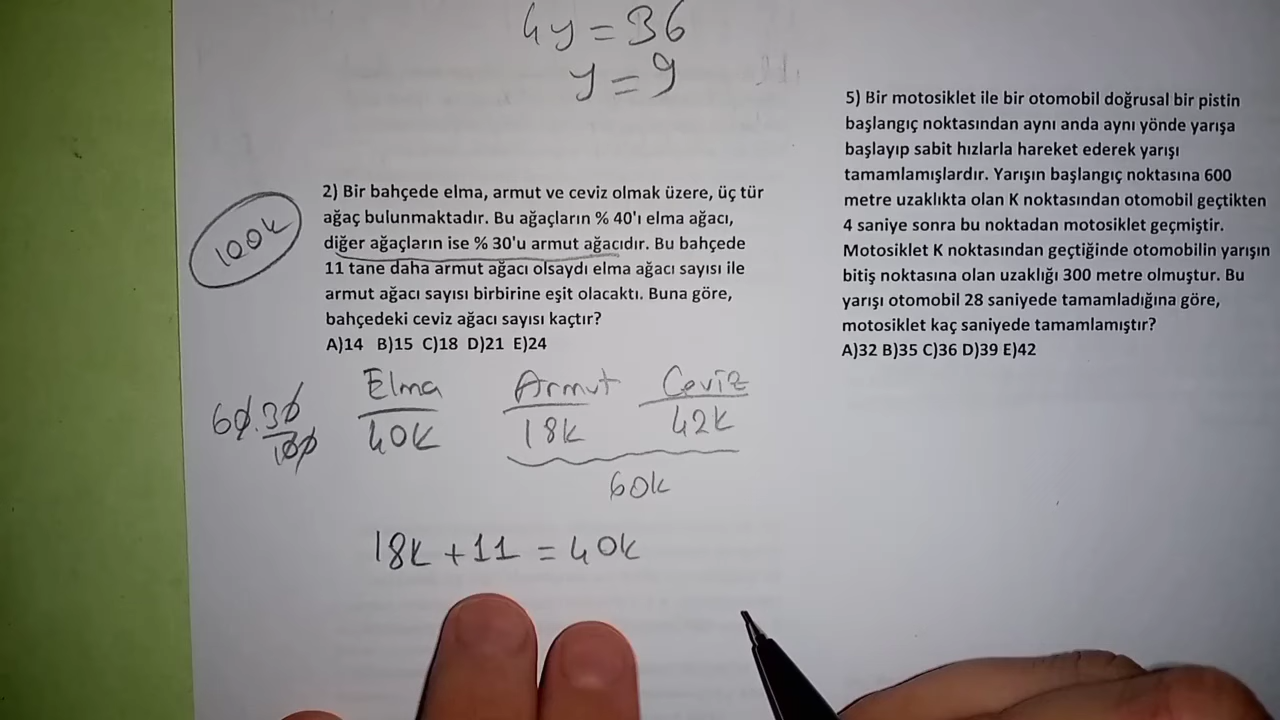 4y = 36
y = 9
2) Bir bahçede elma, armut ve ceviz olmak üzere, üç tür
ağaç bulunmaktadır. Bu ağaçların % 40'ı elma ağacı,
diğer ağaçların ise % 30'u armut ağacıdır. Bu bahçede
11 tane daha armut ağacı olsaydı elma ağacı sayısı ile
armut ağacı sayısı birbirine eşit olacaktı. Buna göre,
bahçedeki ceviz ağacı sayısı kaçtır?
A)14 B)15 C)18 D)21 E)24
100k
Elma Armut Ceviz
60.30/100 40k 18k 42k
60k
18k + 11 = 40k
5) Bir motosiklet ile bir otomobil doğrusal bir pistin
başlangıç noktasından aynı anda aynı yönde yarışa
başlayıp sabit hızlarla hareket ederek yarışı
tamamlamışlardır. Yarışın başlangıç noktasına 600
metre uzaklıkta olan K noktasından otomobil geçtikten
4 saniye sonra bu noktadan motosiklet geçmiştir.
Motosiklet K noktasından geçtiğinde otomobilin yarışın
bitiş noktasına olan uzaklığı 300 metre olmuştur. Bu
yarışı otomobil 28 saniyede tamamladığına göre,
motosiklet kaç saniyede tamamlamıştır?
A)32 B)35 C)36 D)39 E)42